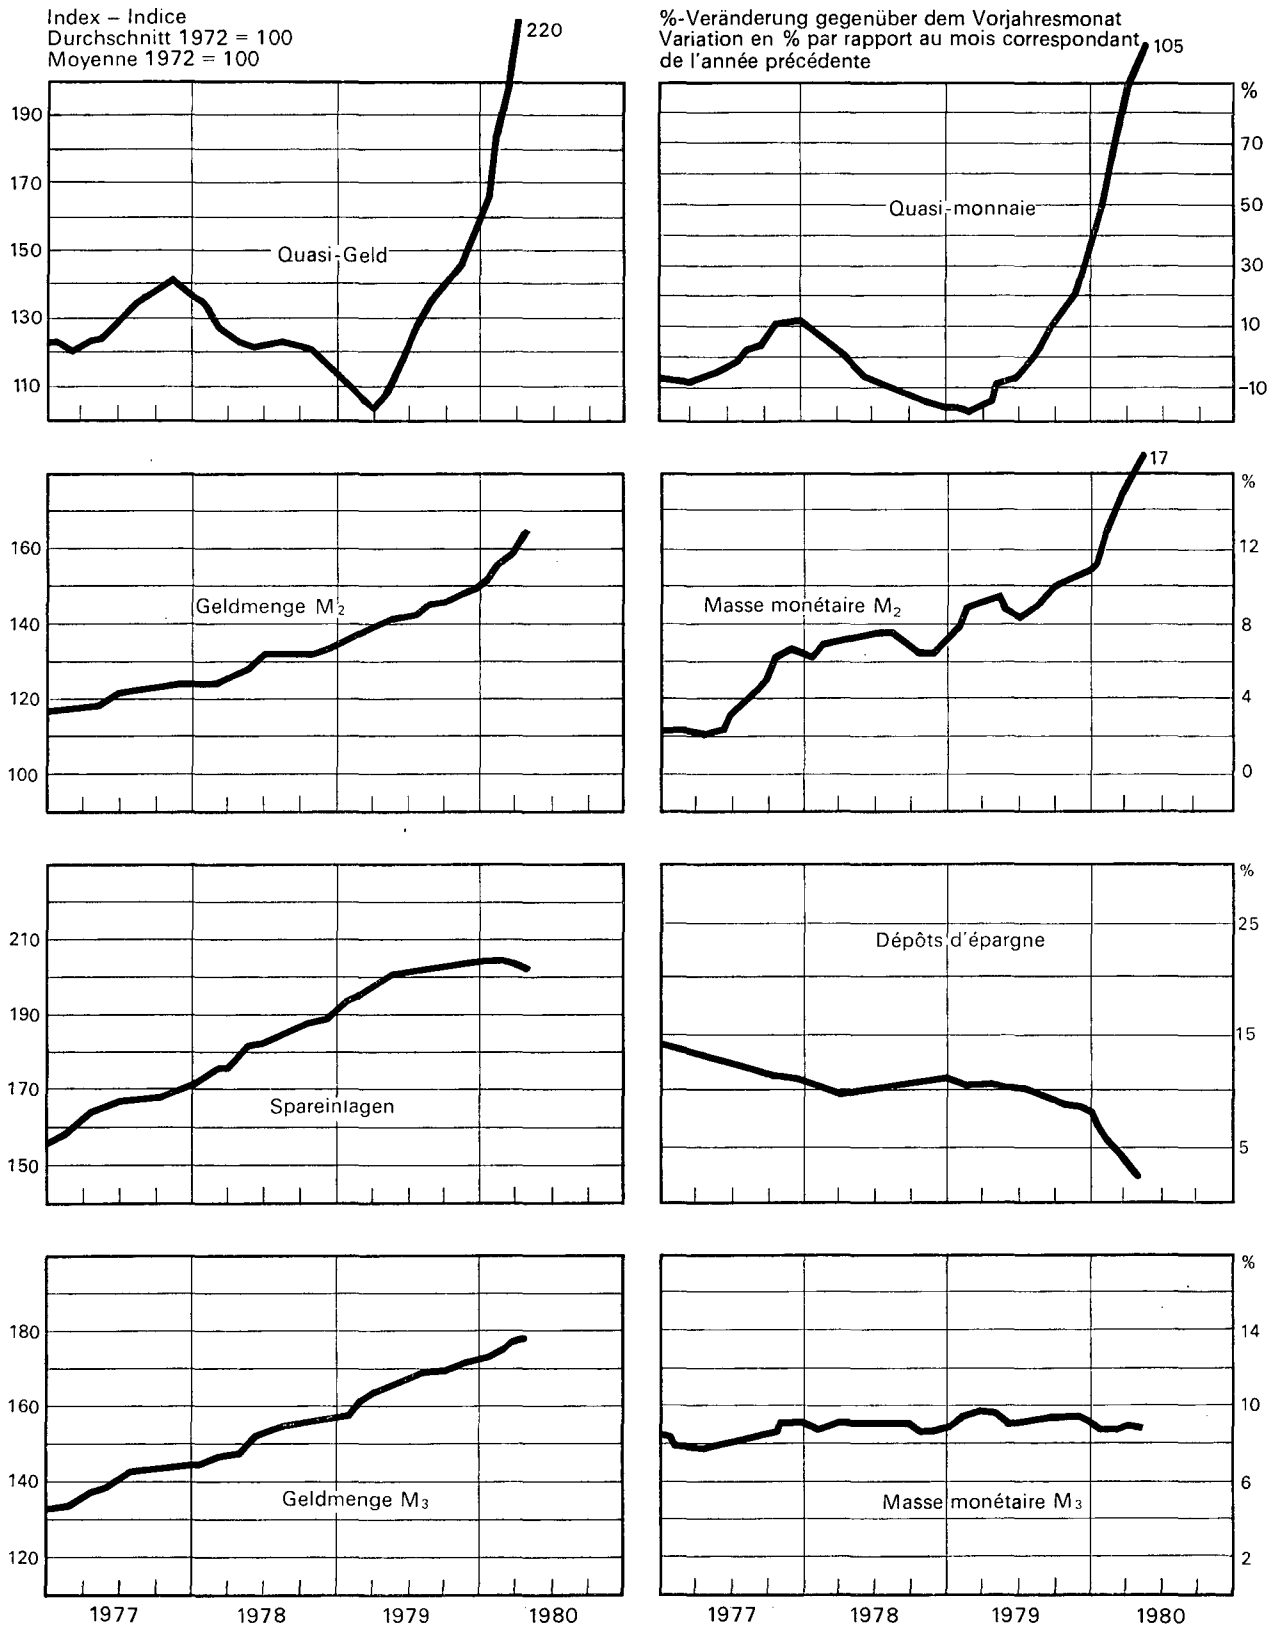 Index – Indice
Durchschnitt 1972 = 100
Moyenne 1972 = 100
220
190
170
150
130
110
Quasi-Geld
%-Veränderung gegenüber dem Vorjahresmonat
Variation en % par rapport au mois correspondant
de l'année précédente
105
%
70
50
30
10
–10
Quasi-monnaie
160
140
120
100
Geldmenge M₂
17
%
12
8
4
0
Masse monétaire M₂
210
190
170
150
Spareinlagen
%
25
15
5
Dépôts d'épargne
180
160
140
120
Geldmenge M₃
1977 1978 1979 1980
%
14
10
6
2
Masse monétaire M₃
1977 1978 1979 1980